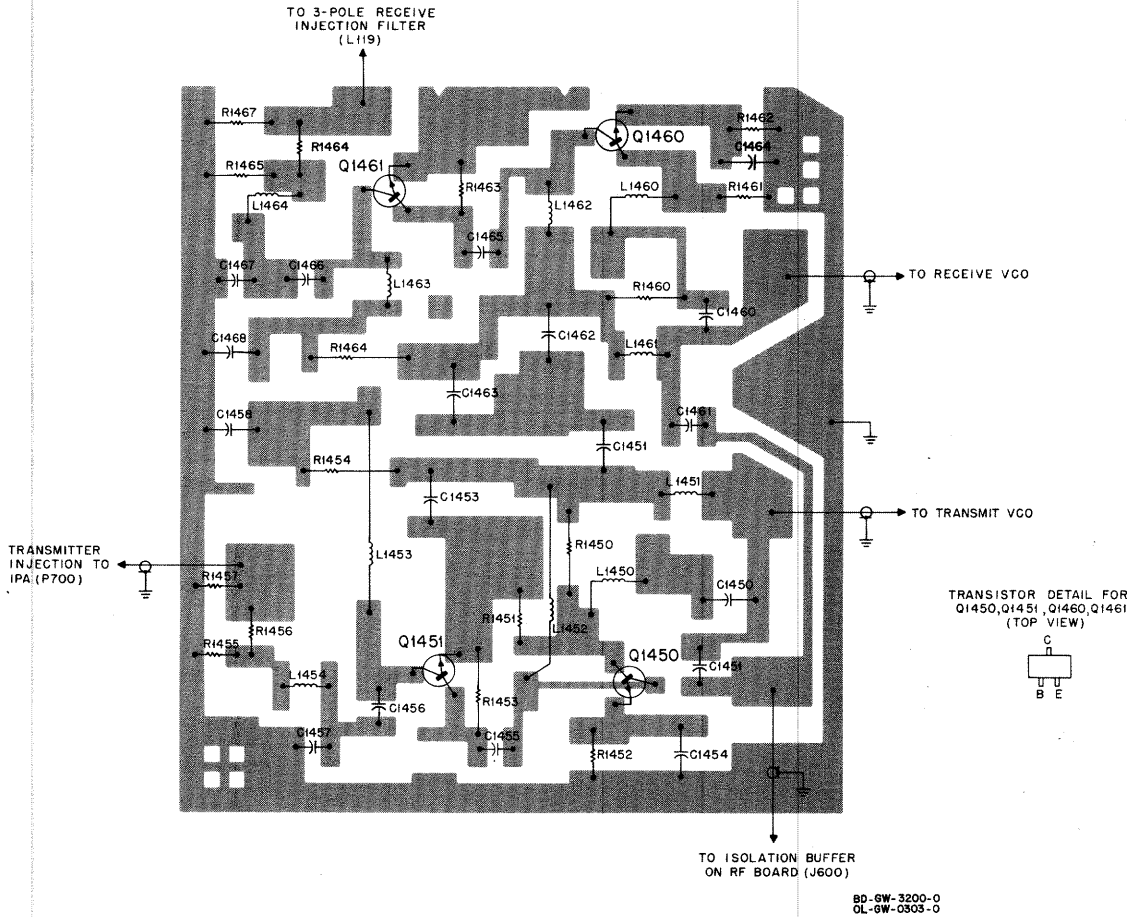 TO 3-POLE RECEIVE
INJECTION FILTER
(L119)
R1467
R1464
R1465
Q1461
L1464
R1463
Q1460
R1462
C1464
L1460
R1461
L1462
C1465
C1467
C1466
L1463
R1460
C1460
TO RECEIVE VCO
C1468
R1464
C1462
L1461
C1463
C1458
C1461
C1451
R1454
C1453
L1451
TO TRANSMIT VCO
TRANSMITTER
INJECTION TO
IPA (P700)
L1453
R1450
R1457
L1450
C1450
R1456
R1451
L1452
R1455
Q1451
Q1450
C1451
L1454
R1453
C1456
C1457
C1455
R1452
C1454
TRANSISTOR DETAIL FOR
Q1450,Q1451,Q1460,Q1461
(TOP VIEW)
C
B E
TO ISOLATION BUFFER
ON RF BOARD (J600)
BD-GW-3200-O
OL-GW-0303-O